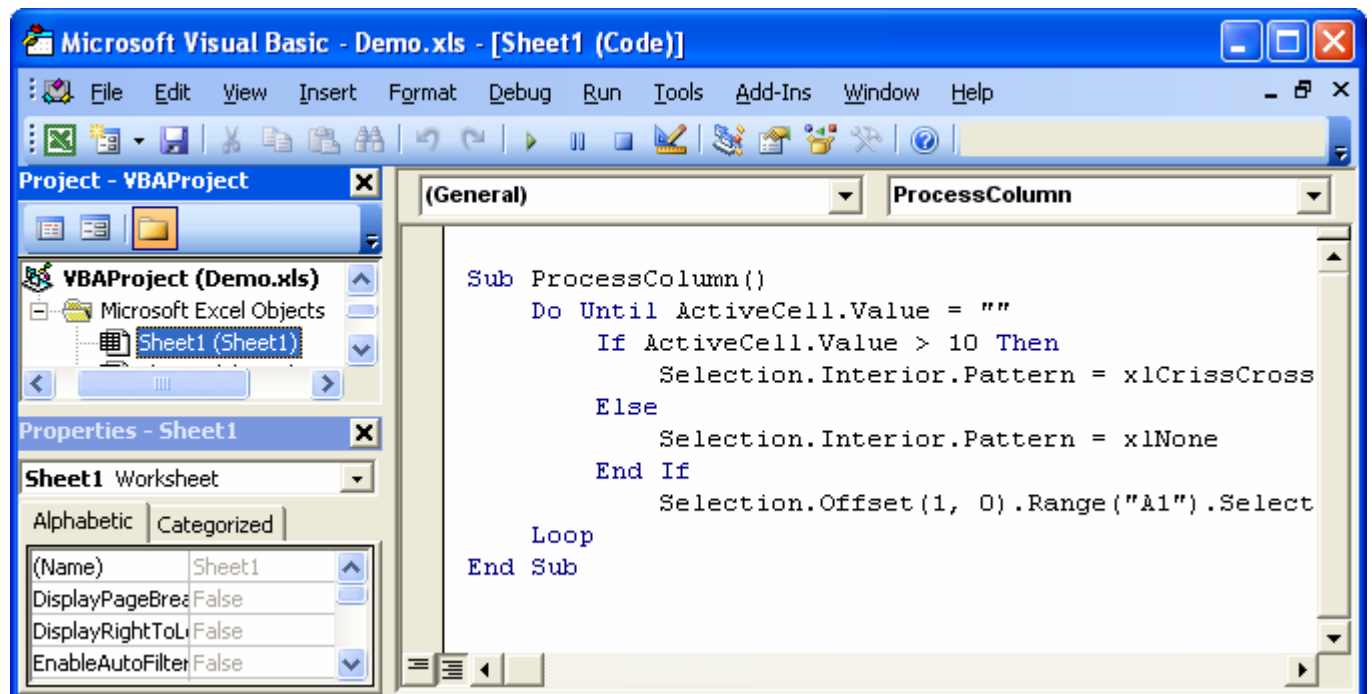 Microsoft Visual Basic - Demo.xls - [Sheet1 (Code)]
File Edit View Insert Format Debug Run Tools Add-Ins Window Help
Project - VBAProject
VBAProject (Demo.xls)
Microsoft Excel Objects
Sheet1 (Sheet1)
Properties - Sheet1
Sheet1 Worksheet
Alphabetic Categorized
(Name) Sheet1
DisplayPageBrea False
DisplayRightToL False
EnableAutoFilter False
(General) ProcessColumn
Sub ProcessColumn()
Do Until ActiveCell.Value = ""
If ActiveCell.Value > 10 Then
Selection.Interior.Pattern = xlCrissCross
Else
Selection.Interior.Pattern = xlNone
End If
Selection.Offset(1, 0).Range("A1").Select
Loop
End Sub